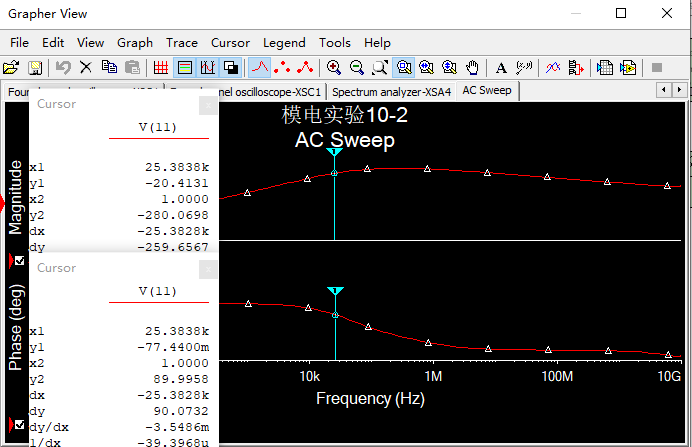 Grapher View
File Edit View Graph Trace Cursor Legend Tools Help
oscilloscope-XSC1 Spectrum analyzer-XSA4 AC Sweep
模电实验10-2
AC Sweep
Magnitude
Cursor
V(11)
x1 25.3838k
y1 -20.4131
x2 1.0000
y2 -280.0698
dx -25.3828k
dy -259.6567
Phase (deg)
Cursor
V(11)
x1 25.3838k
y1 -77.4400m
x2 1.0000
y2 89.9958
dx -25.3828k
dy 90.0732
dy/dx -3.5486m
1/dx -39.3968u
10k 1M 100M 10G
Frequency (Hz)